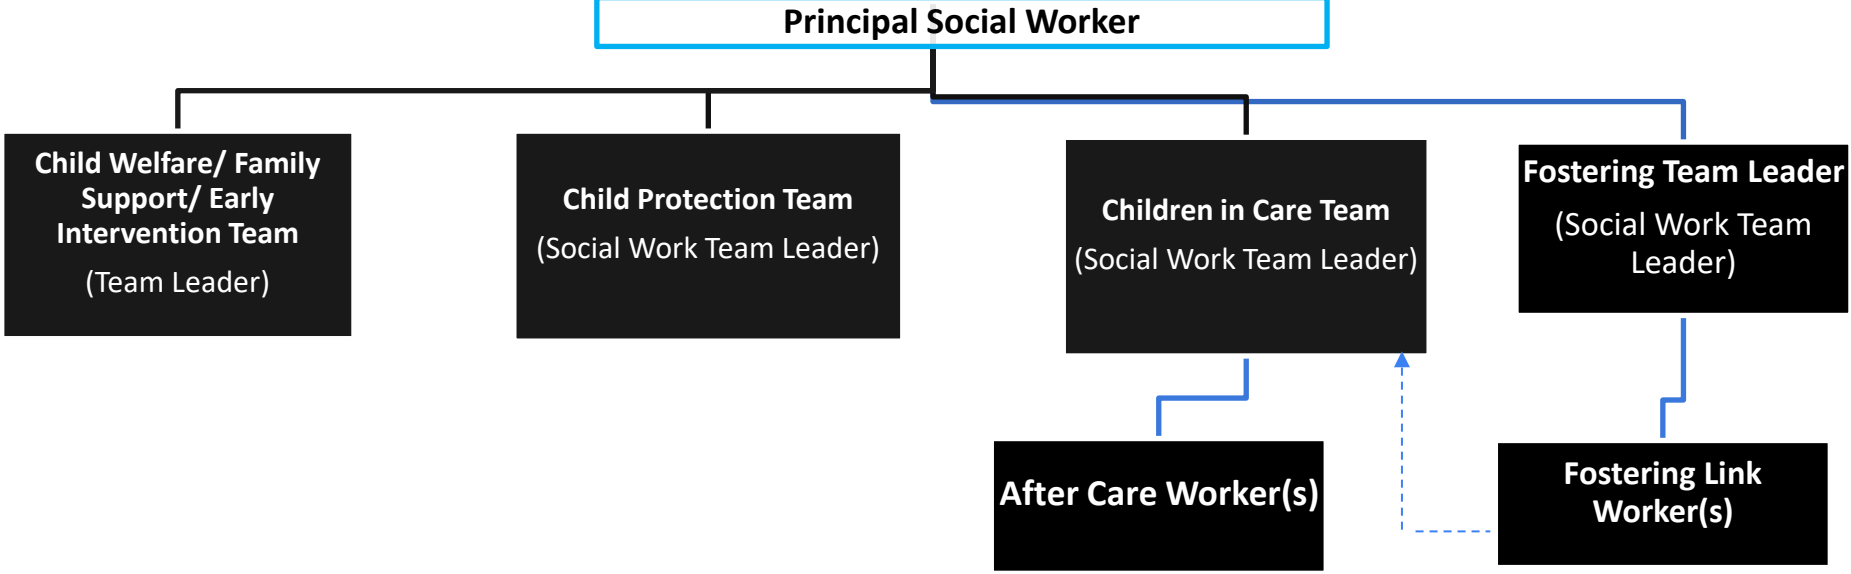 Principal Social Worker
Child Welfare/ Family
Support/ Early
Intervention Team
(Team Leader)
Child Protection Team
(Social Work Team Leader)
Children in Care Team
(Social Work Team Leader)
Fostering Team Leader
(Social Work Team
Leader)
After Care Worker(s)
Fostering Link
Worker(s)